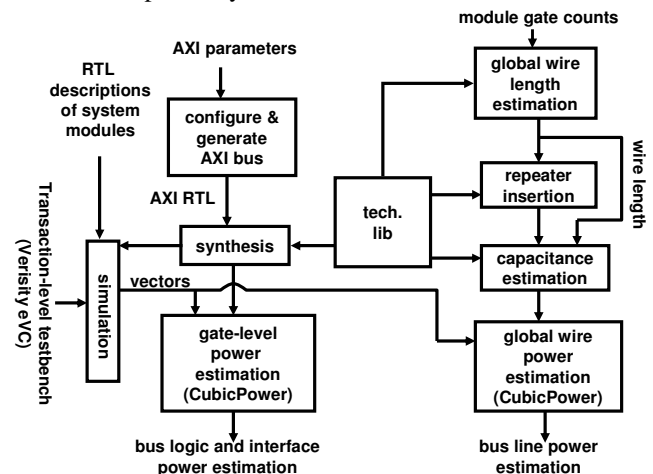 AXI parameters
module gate counts
RTL
descriptions
of system
modules
global wire
length
estimation
configure &
generate
AXI bus
wire length
repeater
insertion
AXI RTL
tech.
lib
Transaction-level testbench
(Verisity eVC)
synthesis
capacitance
estimation
simulation
vectors
gate-level
power
estimation
(CubicPower)
global wire
power
estimation
(CubicPower)
bus logic and interface
power estimation
bus line power
estimation